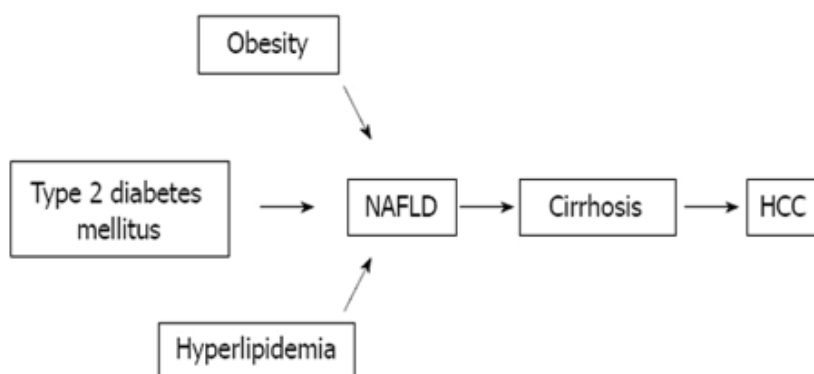 Obesity
Type 2 diabetes
mellitus
NAFLD
Cirrhosis
HCC
Hyperlipidemia